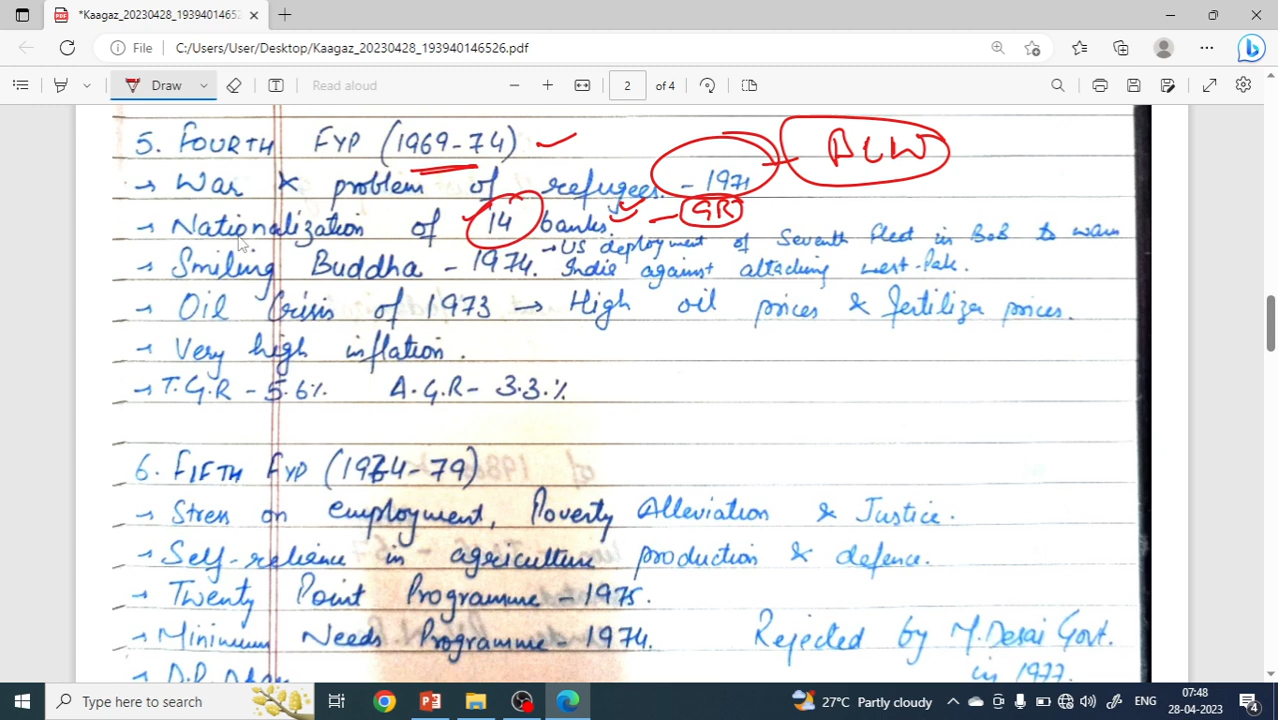 *Kaagaz_20230428_1939401465​26.pdf
File C:/Users/User/Desktop/Kaagaz_20230428_193940146526.pdf
Draw Read aloud 2 of 4
5. FOURTH FYP (1969-74)
→ War & problem of refugees. - 1971 BLW
→ Nationalization of 14 banks. - GR
→ US deployment of Seventh Fleet in BoB to warn
→ Smiling Buddha - 1974. India against attacking West-Pak.
→ Oil Crisis of 1973 → High oil prices & fertilizer prices.
→ Very high inflation.
→ T.G.R - 5.6% A.G.R - 3.3.%
6. FIFTH FYP (1974-79)
→ Stress on employment, Poverty Alleviation & Justice.
→ Self-reliance in agriculture production & defence.
→ Twenty Point Programme - 1975.
→ Minimum Needs Programme - 1974. Rejected by M.Desai Govt.
→ D.P. Dhar in 1977.
Type here to search
27°C Partly cloudy ENG 07:48
28-04-2023 4